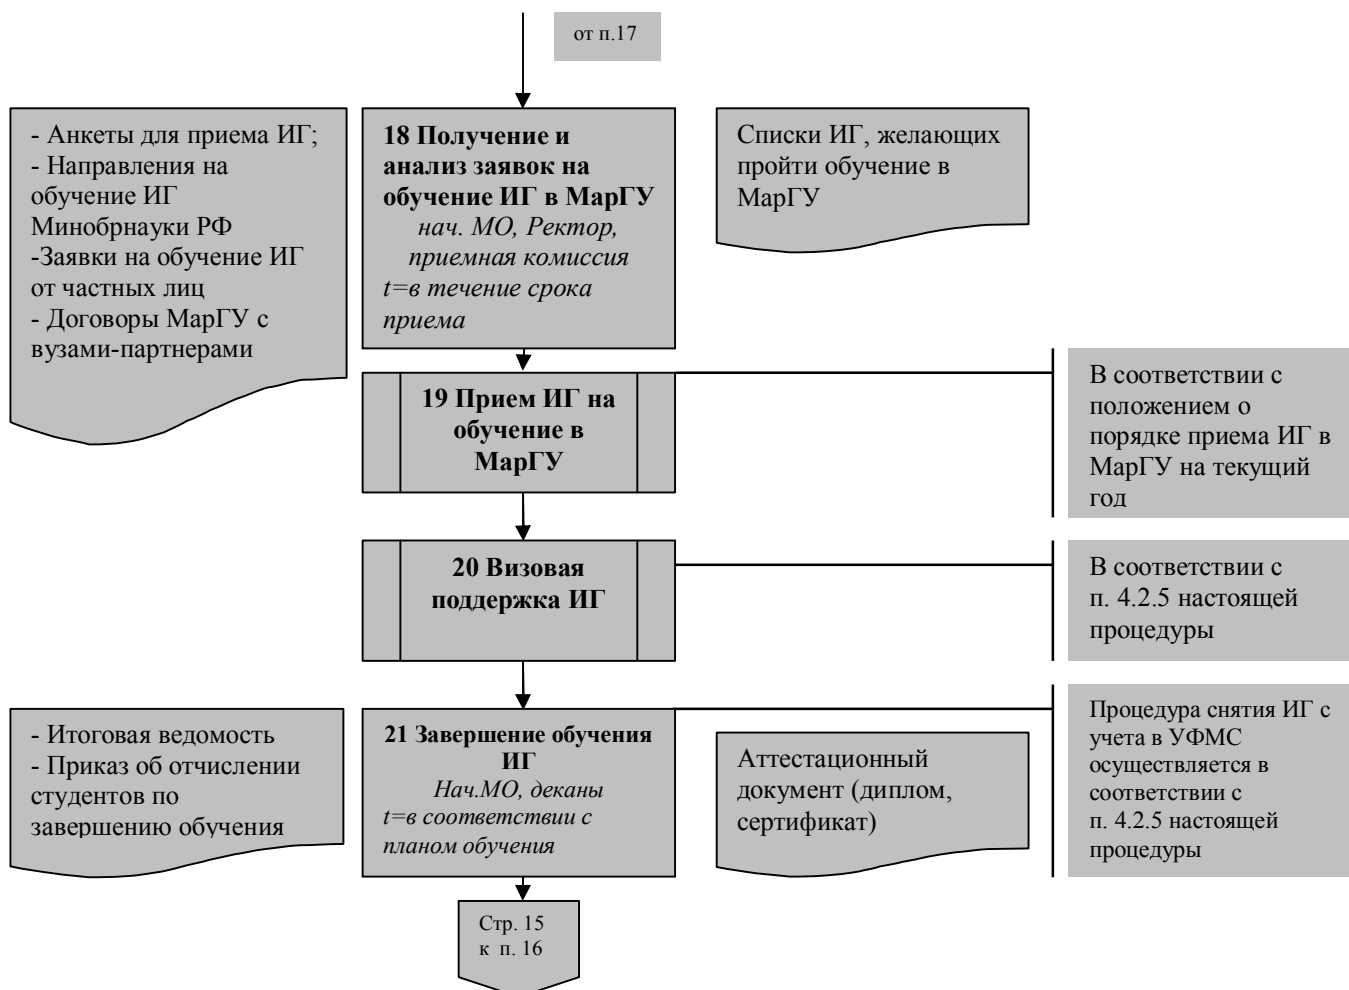 от п.17
- Анкеты для приема ИГ;
- Направления на
обучение ИГ
Минобрнауки РФ
-Заявки на обучение ИГ
от частных лиц
- Договоры МарГУ с
вузами-партнерами
18 Получение и
анализ заявок на
обучение ИГ в МарГУ
нач. МО, Ректор,
приемная комиссия
t=в течение срока
приема
Списки ИГ, желающих
пройти обучение в
МарГУ
19 Прием ИГ на
обучение в
МарГУ
В соответствии с
положением о
порядке приема ИГ в
МарГУ на текущий
год
20 Визовая
поддержка ИГ
В соответствии с
п. 4.2.5 настоящей
процедуры
- Итоговая ведомость
- Приказ об отчислении
студентов по
завершению обучения
21 Завершение обучения
ИГ
Нач.МО, деканы
t=в соответствии с
планом обучения
Аттестационный
документ (диплом,
сертификат)
Процедура снятия ИГ с
учета в УФМС
осуществляется в
соответствии с
п. 4.2.5 настоящей
процедуры
Стр. 15
к п. 16